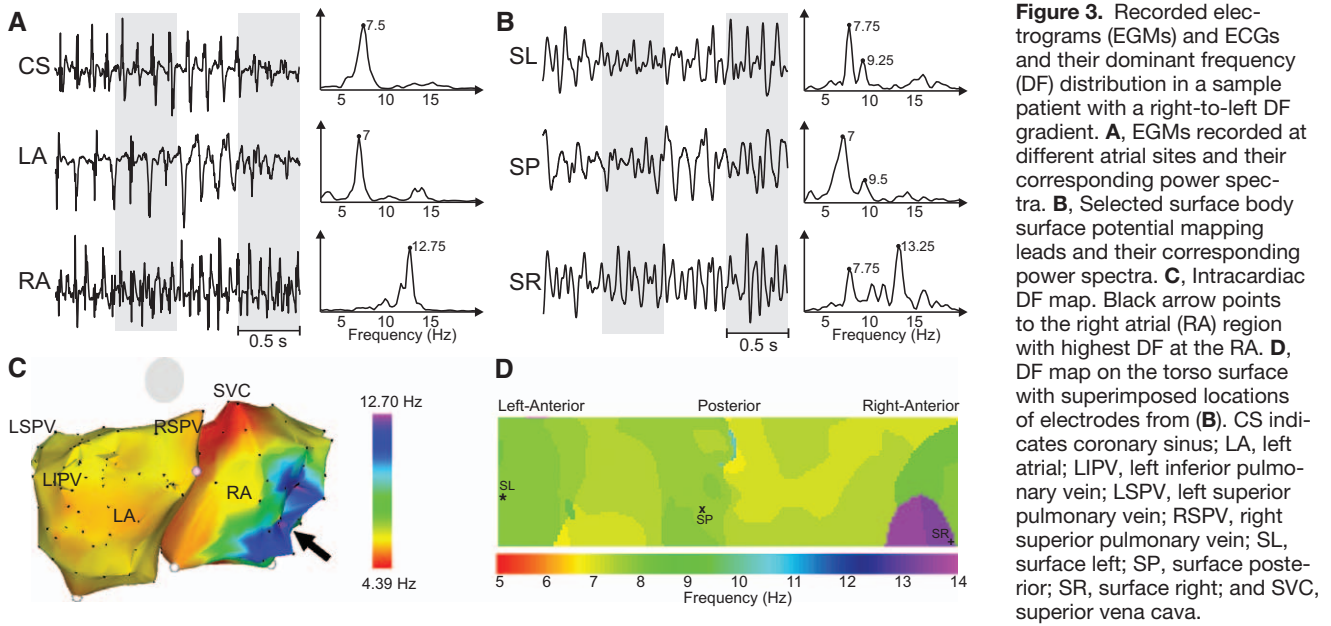 A
CS
7.5
5 10 15
LA
7
5 10 15
RA
12.75
5 10 15
0.5 s
Frequency (Hz)
B
SL
7.75
9.25
5 10 15
SP
7
9.5
5 10 15
SR
7.75
13.25
5 10 15
0.5 s
Frequency (Hz)
C
SVC
LSPV
RSPV
LIPV
RA
LA
12.70 Hz
4.39 Hz
D
Left-Anterior Posterior Right-Anterior
SL
*
x
SP
SR +
5 6 7 8 9 10 11 12 13 14
Frequency (Hz)
Figure 3. Recorded elec-
trograms (EGMs) and ECGs
and their dominant frequency
(DF) distribution in a sample
patient with a right-to-left DF
gradient. A, EGMs recorded at
different atrial sites and their
corresponding power spec-
tra. B, Selected surface body
surface potential mapping
leads and their corresponding
power spectra. C, Intracardiac
DF map. Black arrow points
to the right atrial (RA) region
with highest DF at the RA. D,
DF map on the torso surface
with superimposed locations
of electrodes from (B). CS indi-
cates coronary sinus; LA, left
atrial; LIPV, left inferior pulmo-
nary vein; LSPV, left superior
pulmonary vein; RSPV, right
superior pulmonary vein; SL,
surface left; SP, surface poste-
rior; SR, surface right; and SVC,
superior vena cava.